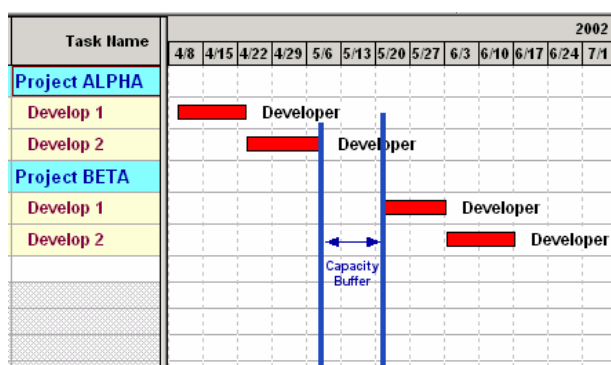 2002
Task Name
4/8 4/15 4/22 4/29 5/6 5/13 5/20 5/27 6/3 6/10 6/17 6/24 7/1
Project ALPHA
Develop 1 Developer
Develop 2 Developer
Project BETA
Develop 1 Developer
Develop 2 Developer
Capacity
Buffer